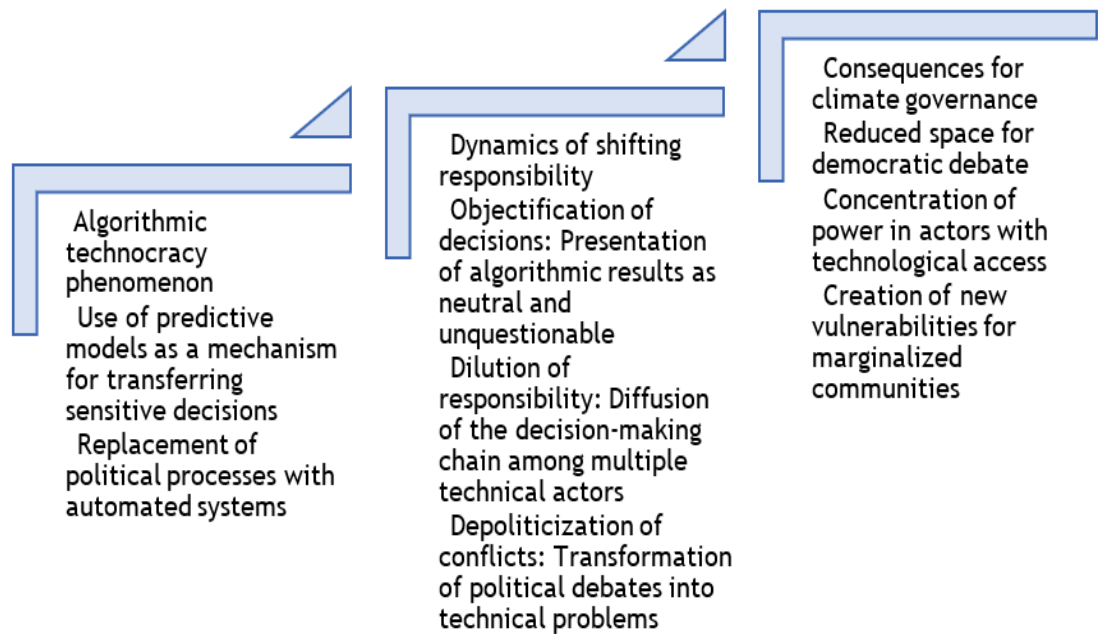 Algorithmic
technocracy
phenomenon
Use of predictive
models as a mechanism
for transferring
sensitive decisions
Replacement of
political processes with
automated systems
Dynamics of shifting
responsibility
Objectification of
decisions: Presentation
of algorithmic results as
neutral and
unquestionable
Dilution of
responsibility: Diffusion
of the decision-making
chain among multiple
technical actors
Depoliticization of
conflicts: Transformation
of political debates into
technical problems
Consequences for
climate governance
Reduced space for
democratic debate
Concentration of
power in actors with
technological access
Creation of new
vulnerabilities for
marginalized
communities